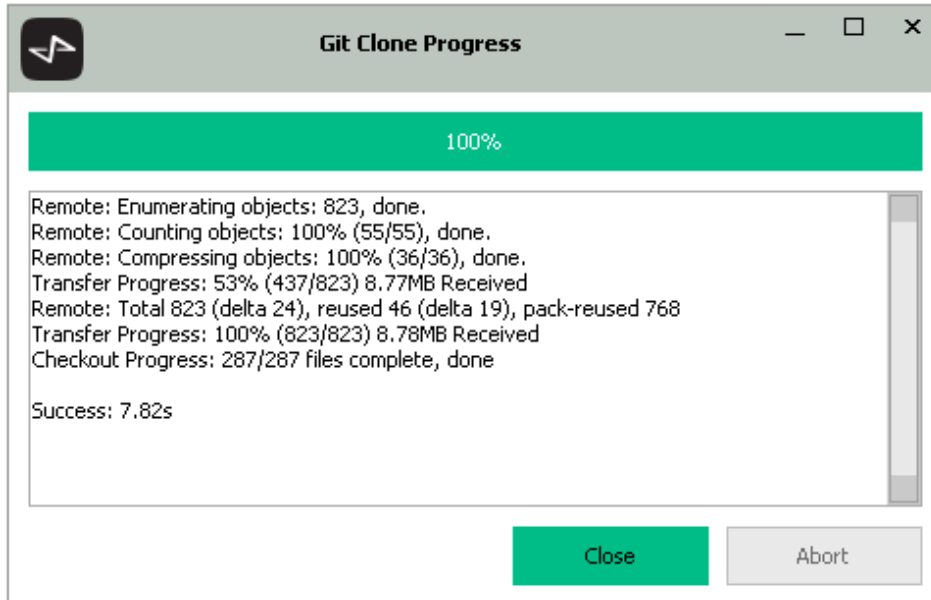 Git Clone Progress
100%
Remote: Enumerating objects: 823, done.
Remote: Counting objects: 100% (55/55), done.
Remote: Compressing objects: 100% (36/36), done.
Transfer Progress: 53% (437/823) 8.77MB Received
Remote: Total 823 (delta 24), reused 46 (delta 19), pack-reused 768
Transfer Progress: 100% (823/823) 8.78MB Received
Checkout Progress: 287/287 files complete, done
Success: 7.82s
Close
Abort